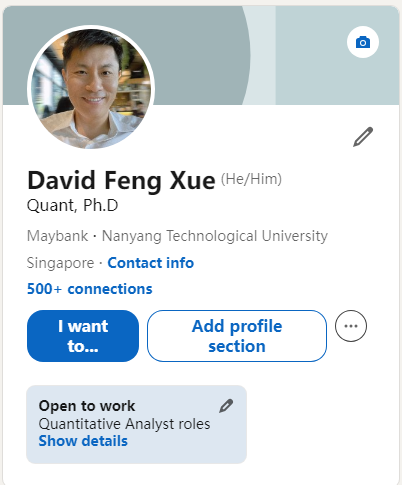 David Feng Xue (He/Him)
Quant, Ph.D
Maybank · Nanyang Technological University
Singapore · Contact info
500+ connections
I want
to...
Add profile
section
Open to work
Quantitative Analyst roles
Show details